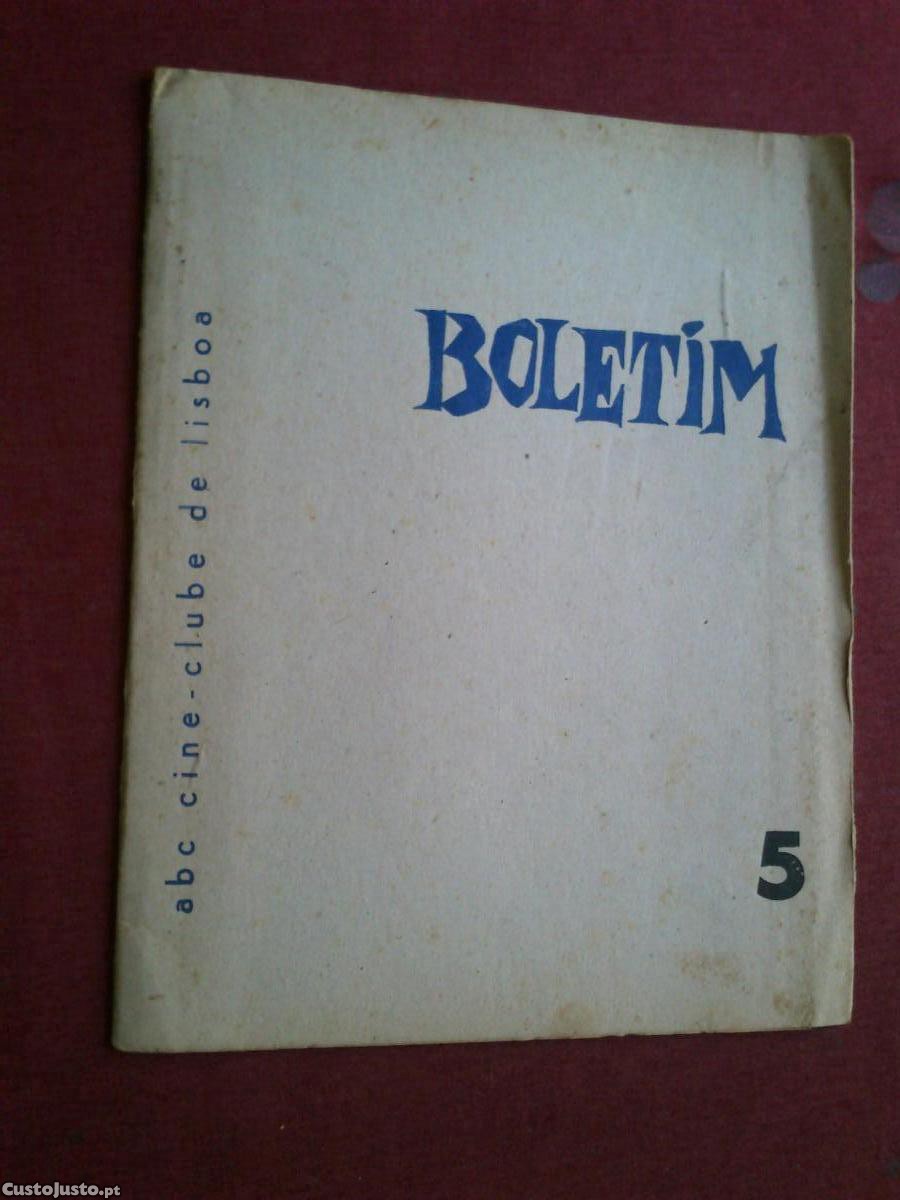 BOLETÍM
abc cine-clube de lisboa
5
CustoJusto.pt